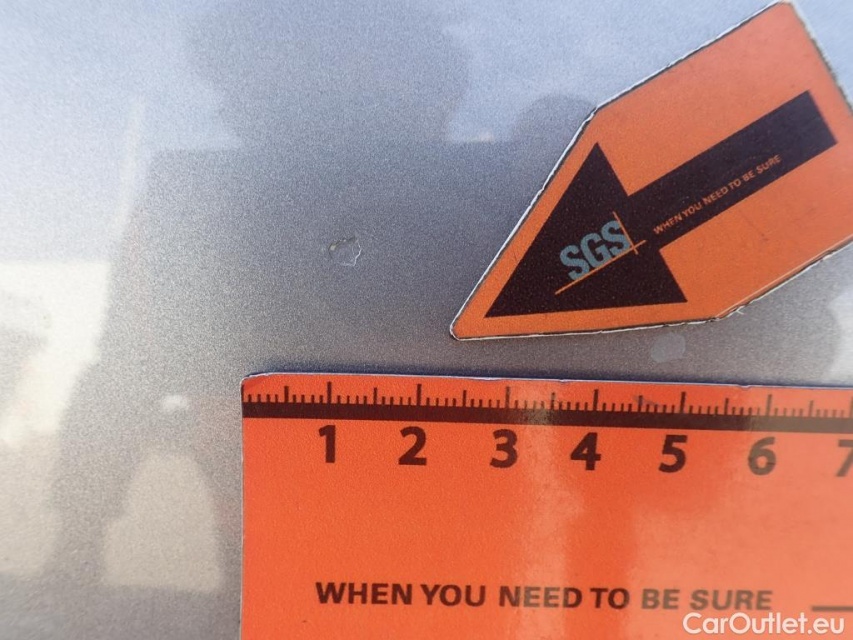 SGS
WHEN YOU NEED TO BE SURE
1 2 3 4 5 6 7
WHEN YOU NEED TO BE SURE
CarOutlet.eu